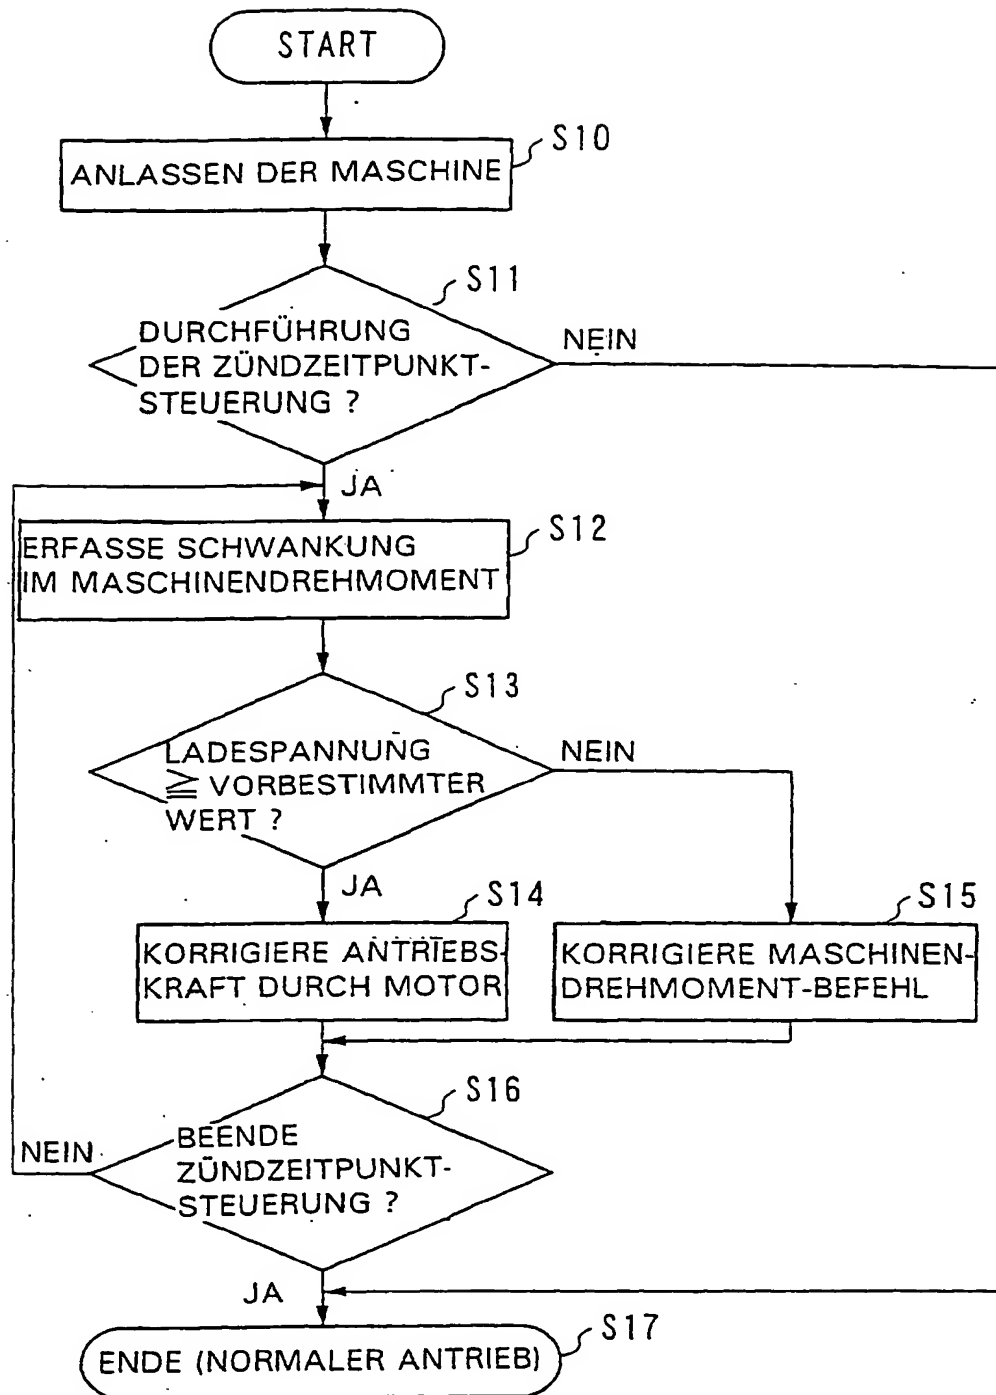 START
S10
ANLASSEN DER MASCHINE
S11
DURCHFÜHRUNG
DER ZÜNDZEITPUNKT-
STEUERUNG ?
NEIN
JA
S12
ERFASSE SCHWANKUNG
IM MASCHINENDREHMOMENT
S13
LADESPANNUNG
≧ VORBESTIMMTER
WERT ?
NEIN
JA
S14
KORRIGIERE ANTRIEBS-
KRAFT DURCH MOTOR
S15
KORRIGIERE MASCHINEN-
DREHMOMENT-BEFEHL
S16
BEENDE
ZÜNDZEITPUNKT-
STEUERUNG ?
NEIN
JA
S17
ENDE (NORMALER ANTRIEB)